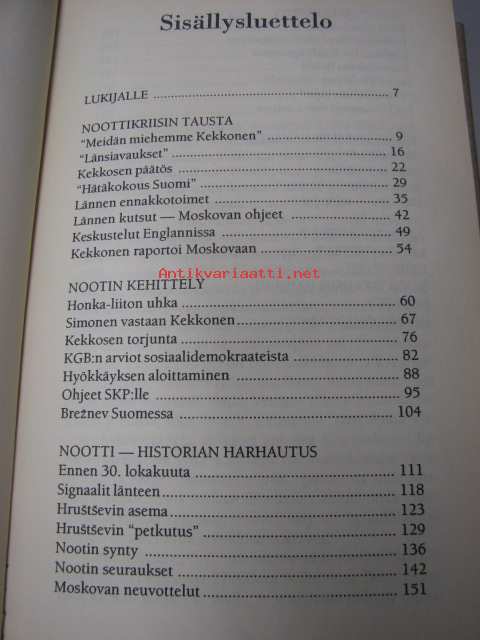 Sisällysluettelo
LUKIJALLE ........................................................ 7
NOOTTIKRIISIN TAUSTA
"Meidän miehemme Kekkonen" ................................ 9
"Länsiavaukset" .................................................... 16
Kekkosen päätös .................................................... 22
"Hätäkokous Suomi" ............................................... 29
Lännen ennakkotoimet ............................................ 35
Lännen kutsut — Moskovan ohjeet .......................... 42
Keskustelut Englannissa .......................................... 49
Kekkonen raportoi Moskovaan ................................. 54
Antikvariaatti.net
NOOTIN KEHITTELY
Honka-liiton uhka .................................................. 60
Simonen vastaan Kekkonen ..................................... 67
Kekkosen torjunta .................................................. 76
KGB:n arviot sosiaalidemokraateista ......................... 82
Hyökkäyksen aloittaminen ....................................... 88
Ohjeet SKP:lle ....................................................... 95
Brežnev Suomessa .................................................. 104
NOOTTI — HISTORIAN HARHAUTUS
Ennen 30. lokakuuta ............................................... 111
Signaalit länteen .................................................... 118
Hruštševin asema ................................................... 123
Hruštševin "petkutus" ............................................. 129
Nootin synty ......................................................... 136
Nootin seuraukset .................................................. 142
Moskovan neuvottelut ............................................. 151